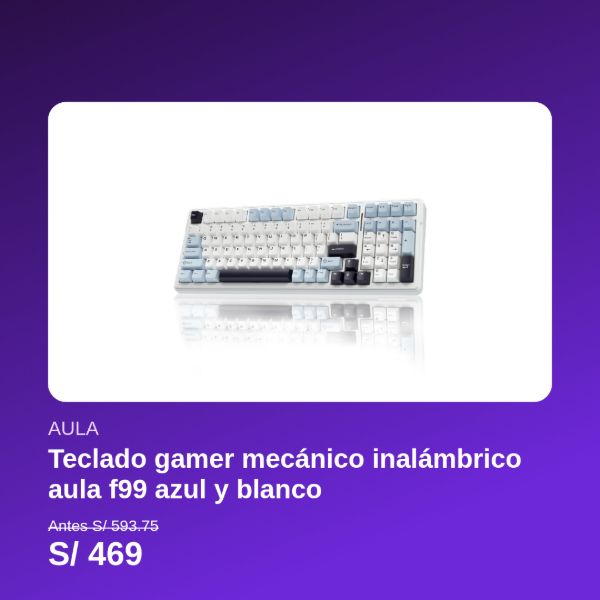 AULA
Teclado gamer mecánico inalámbrico
aula f99 azul y blanco
Antes S/ 593.75
S/ 469